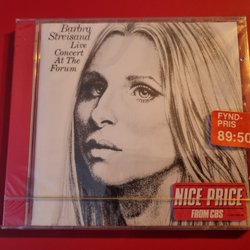 Barbra
Streisand
Live
Concert
At The
Forum
FYND-
PRIS
89:50
NICE PRICE
FROM CBS